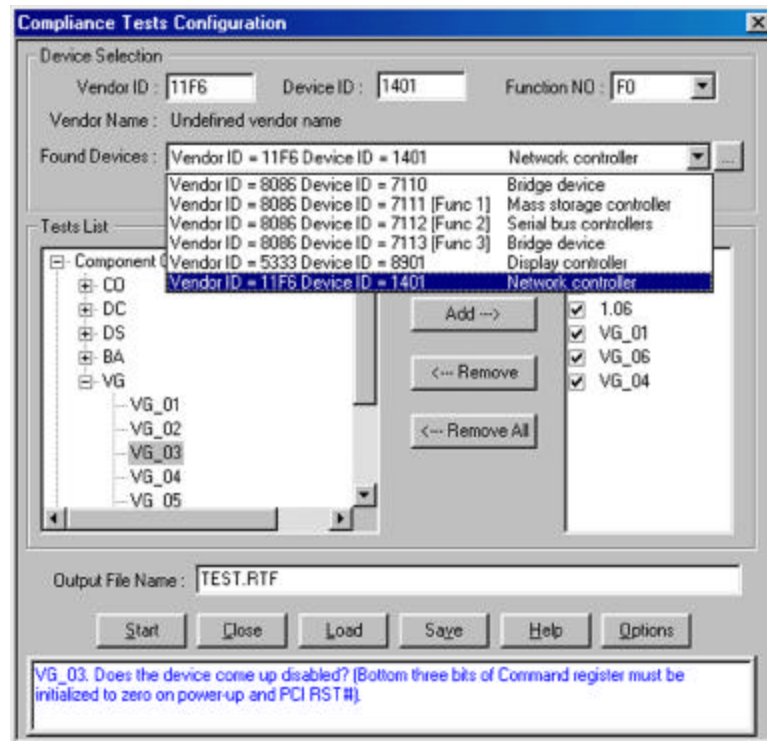 Compliance Tests Configuration
Device Selection
Vendor ID : 11F6 Device ID : 1401 Function NO : F0
Vendor Name : Undefined vendor name
Found Devices : Vendor ID = 11F6 Device ID = 1401 Network controller ...
Vendor ID = 8086 Device ID = 7110 Bridge device
Vendor ID = 8086 Device ID = 7111 [Func 1] Mass storage controller
Vendor ID = 8086 Device ID = 7112 [Func 2] Serial bus controllers
Vendor ID = 8086 Device ID = 7113 [Func 3] Bridge device
Vendor ID = 5333 Device ID = 8901 Display controller
Vendor ID = 11F6 Device ID = 1401 Network controller
Tests List
Component
CO
DC
DS
BA
VG
VG_01
VG_02
VG_03
VG_04
VG_05
Add --->
<--- Remove
<--- Remove All
1.06
VG_01
VG_06
VG_04
Output File Name : TEST.RTF
Start Close Load Save Help Options
VG_03. Does the device come up disabled? (Bottom three bits of Command register must be
initialized to zero on power-up and PCI RST#).